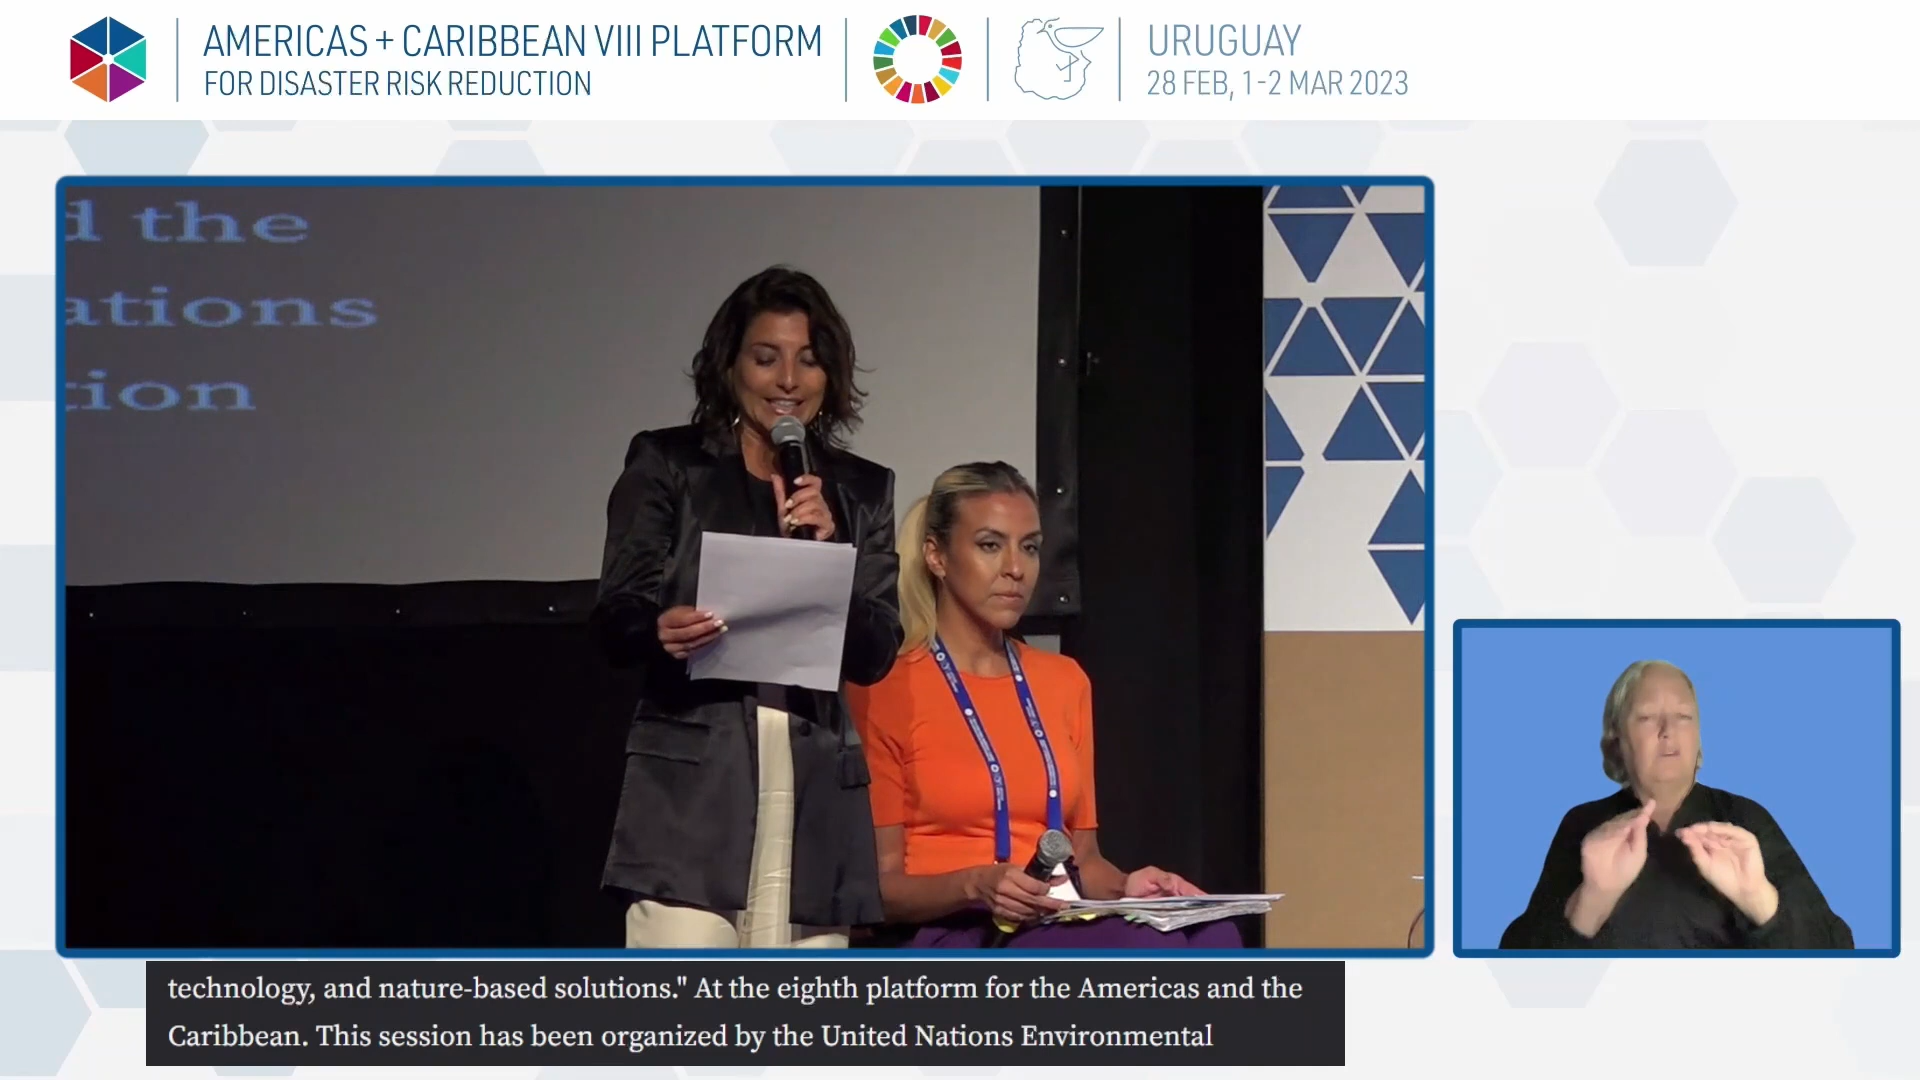 AMERICAS + CARIBBEAN VIII PLATFORM
FOR DISASTER RISK REDUCTION
URUGUAY
28 FEB, 1-2 MAR 2023
d the
ations
tion
technology, and nature-based solutions." At the eighth platform for the Americas and the
Caribbean. This session has been organized by the United Nations Environmental